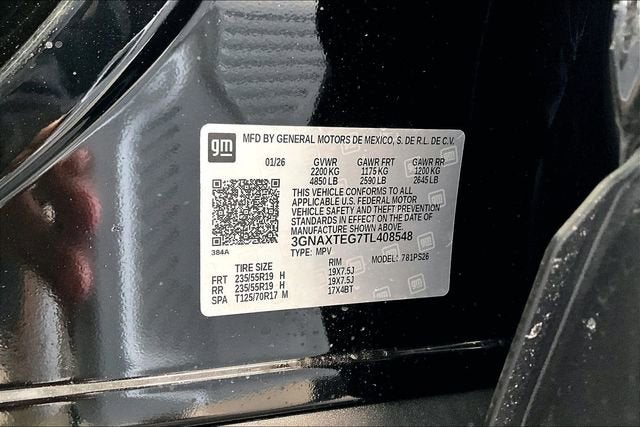 gm MFD BY GENERAL MOTORS DE MEXICO, S. DE R.L. DE C.V.
01/26 GVWR GAWR FRT GAWR RR
2200 KG 1175 KG 1200 KG
4850 LB 2590 LB 2645 LB
THIS VEHICLE CONFORMS TO ALL
APPLICABLE U.S. FEDERAL MOTOR
VEHICLE SAFETY AND THEFT PREVENTION
STANDARDS IN EFFECT ON THE DATE OF
MANUFACTURE SHOWN ABOVE.
3GNAXTEG7TL408548
384A TYPE: MPV MODEL: 781PS26
TIRE SIZE RIM
FRT 235/55R19 H 19X7.5J
RR 235/55R19 H 19X7.5J
SPA T125/70R17 M 17X4BT